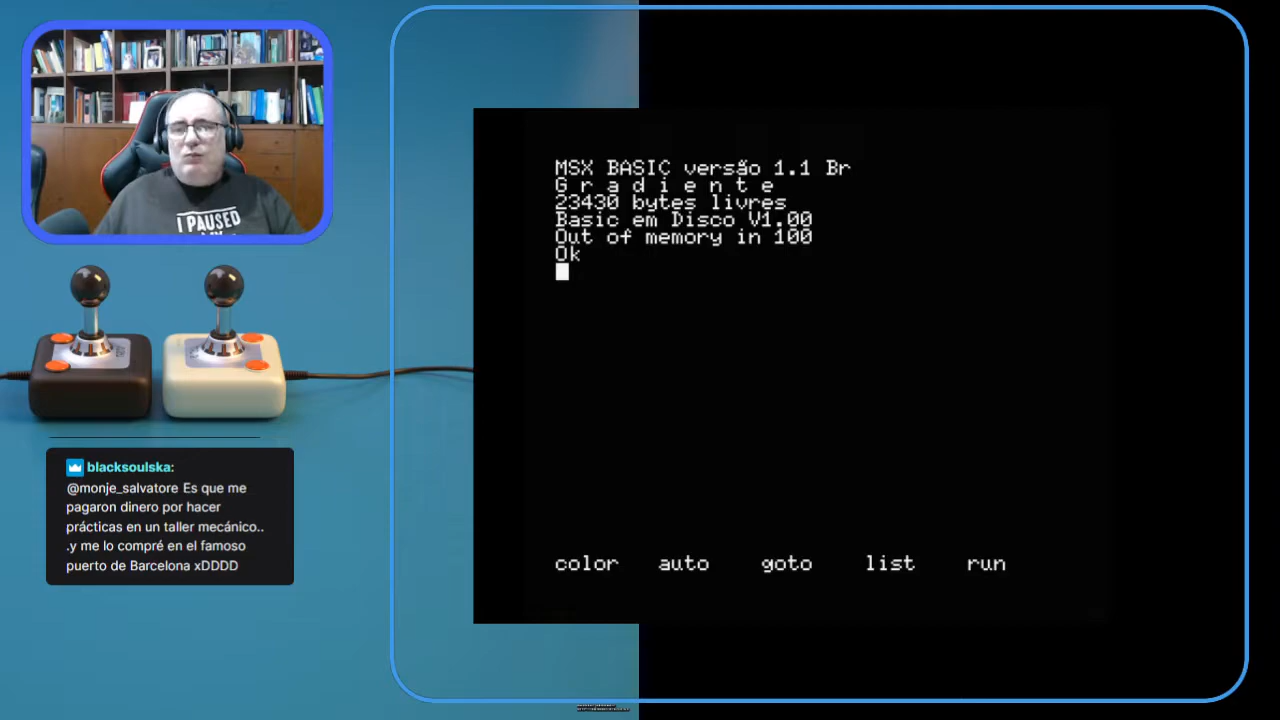 I PAUSED
MSX BASIC versão 1.1 Br
G r a d i e n t e
23430 bytes livres
Basic em Disco V1.00
Out of memory in 100
Ok
color auto goto list run
blacksoulska:
@monje_salvatore Es que me
pagaron dinero por hacer
prácticas en un taller mecánico..
.y me lo compré en el famoso
puerto de Barcelona xDDDD